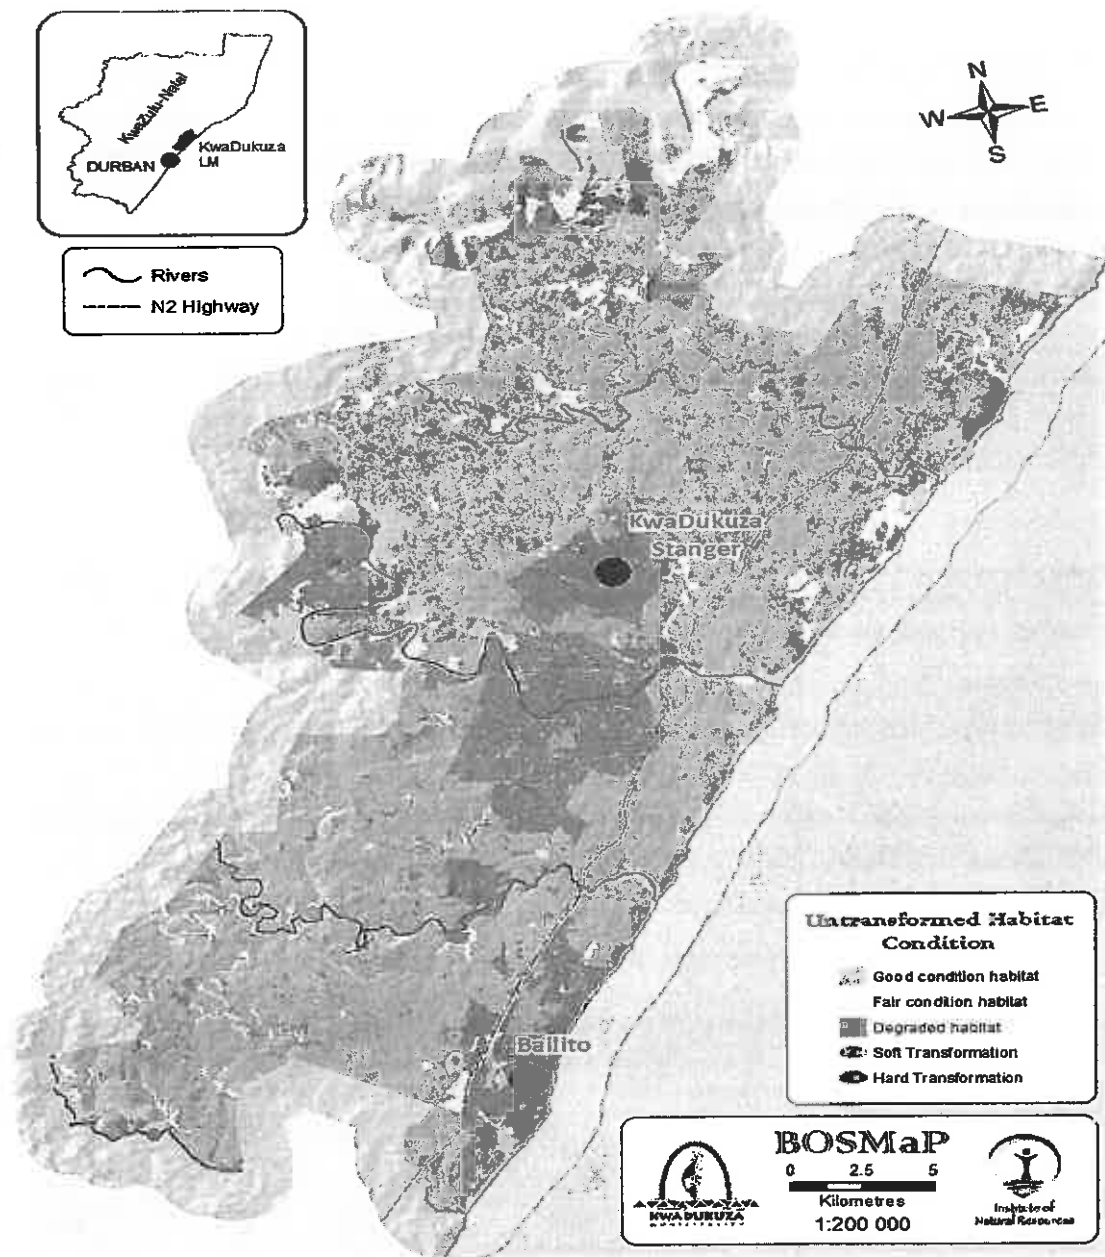 KwaZulu-Natal
DURBAN
KwaDukuza
LM
N
W
E
S
Rivers
N2 Highway
KwaDukuza
Stanger
Ballito
Untransformed Habitat
Condition
Good condition habitat
Fair condition habitat
Degraded habitat
Soft Transformation
Hard Transformation
BOSMaP
0 2.5 5
Kilometres
1:200 000
KWADUKUZA
MUNICIPALITY
Institute of
Natural Resources